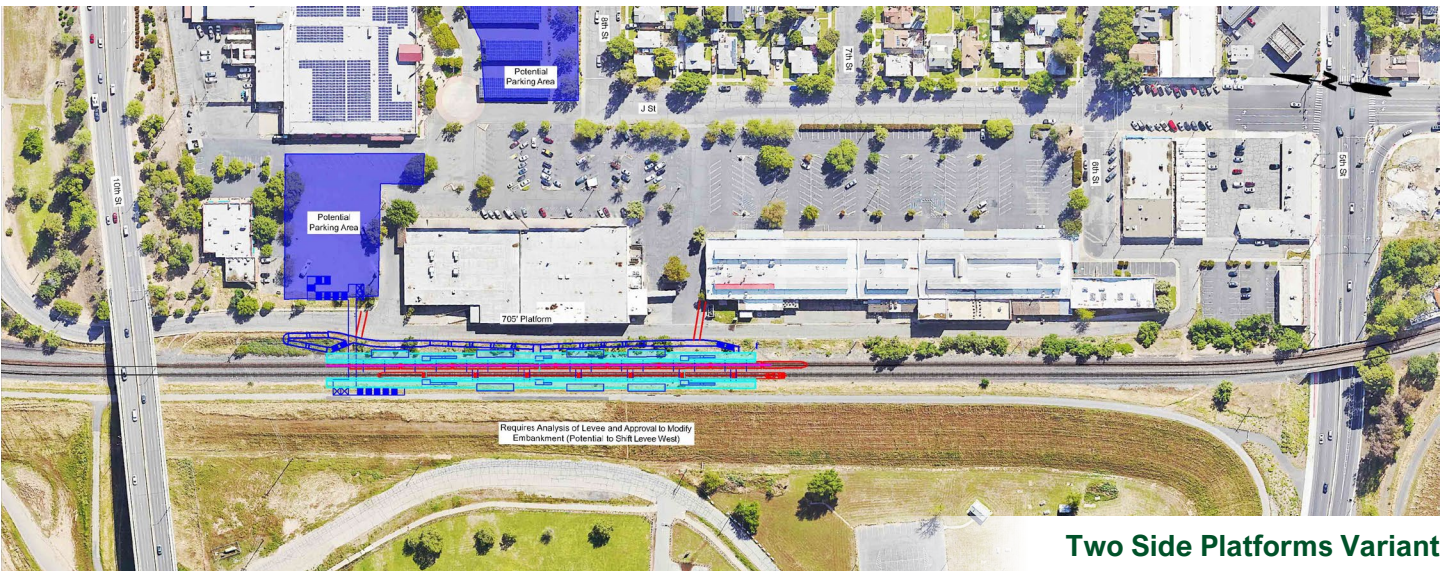 8th St
7th St
Potential
Parking Area
J St
10th St
6th St
5th St
Potential
Parking Area
705' Platform
Requires Analysis of Levee and Approval to Modify
Embankment (Potential to Shift Levee West)
Two Side Platforms Variant